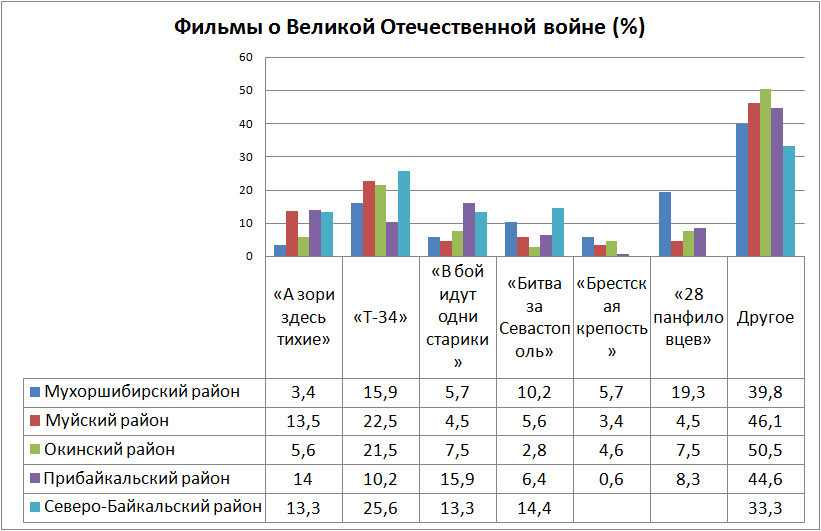 Фильмы о Великой Отечественной войне (%)
60
50
40
30
20
10
0
«А зори
здесь
тихие»
«Т-34»
«В бой
идут
одни
старики
»
«Битва
за
Севастоп
оль»
«Брестск
ая
крепость
»
«28
панфило
вцев»
Другое
Мухоршибирский район 3,4 15,9 5,7 10,2 5,7 19,3 39,8
Муйский район 13,5 22,5 4,5 5,6 3,4 4,5 46,1
Окинский район 5,6 21,5 7,5 2,8 4,6 7,5 50,5
Прибайкальский район 14 10,2 15,9 6,4 0,6 8,3 44,6
Северо-Байкальский район 13,3 25,6 13,3 14,4 33,3